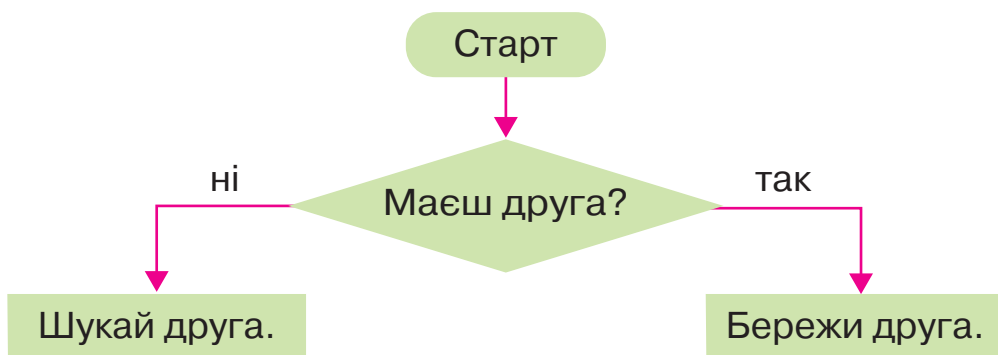 Старт
ні
так
Маєш друга?
Шукай друга.
Бережи друга.